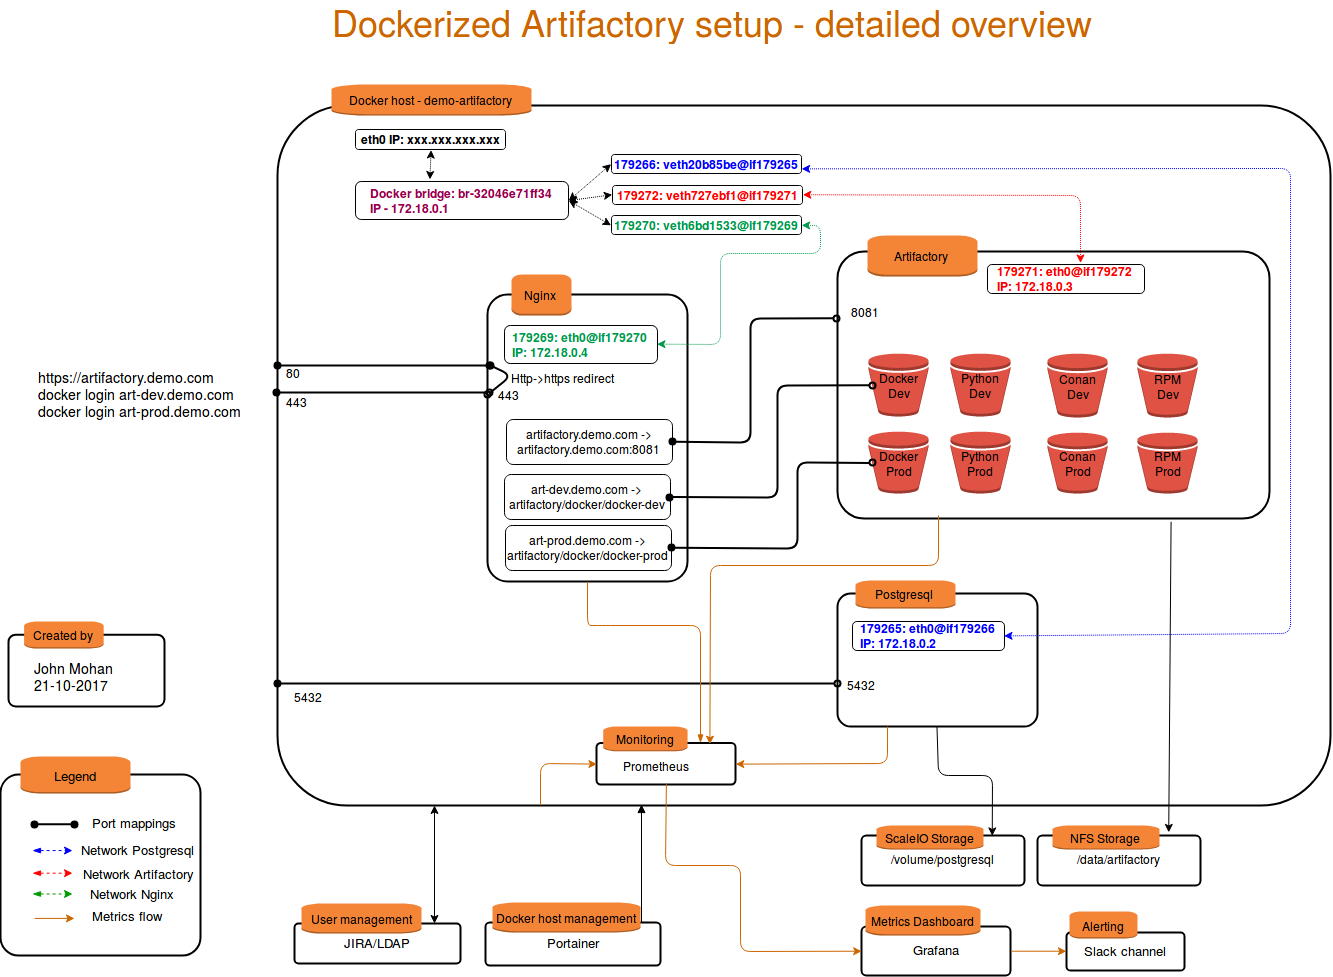 Dockerized Artifactory setup - detailed overview
Docker host - demo-artifactory
eth0 IP: xxx.xxx.xxx.xxx
Docker bridge: br-32046e71ff34
IP - 172.18.0.1
179266: veth20b85be@if179265
179272: veth727ebf1@if179271
179270: veth6bd1533@if179269
Artifactory
179271: eth0@if179272
IP: 172.18.0.3
8081
Nginx
179269: eth0@if179270
IP: 172.18.0.4
Http->https redirect
443
80
443
https://artifactory.demo.com
docker login art-dev.demo.com
docker login art-prod.demo.com
artifactory.demo.com ->
artifactory.demo.com:8081
art-dev.demo.com ->
artifactory/docker/docker-dev
art-prod.demo.com ->
artifactory/docker/docker-prod
Docker
Dev
Python
Dev
Conan
Dev
RPM
Dev
Docker
Prod
Python
Prod
Conan
Prod
RPM
Prod
Postgresql
179265: eth0@if179266
IP: 172.18.0.2
5432
5432
Created by
John Mohan
21-10-2017
Monitoring
Prometheus
Legend
Port mappings
Network Postgresql
Network Artifactory
Network Nginx
Metrics flow
ScaleIO Storage
/volume/postgresql
NFS Storage
/data/artifactory
User management
JIRA/LDAP
Docker host management
Portainer
Metrics Dashboard
Grafana
Alerting
Slack channel